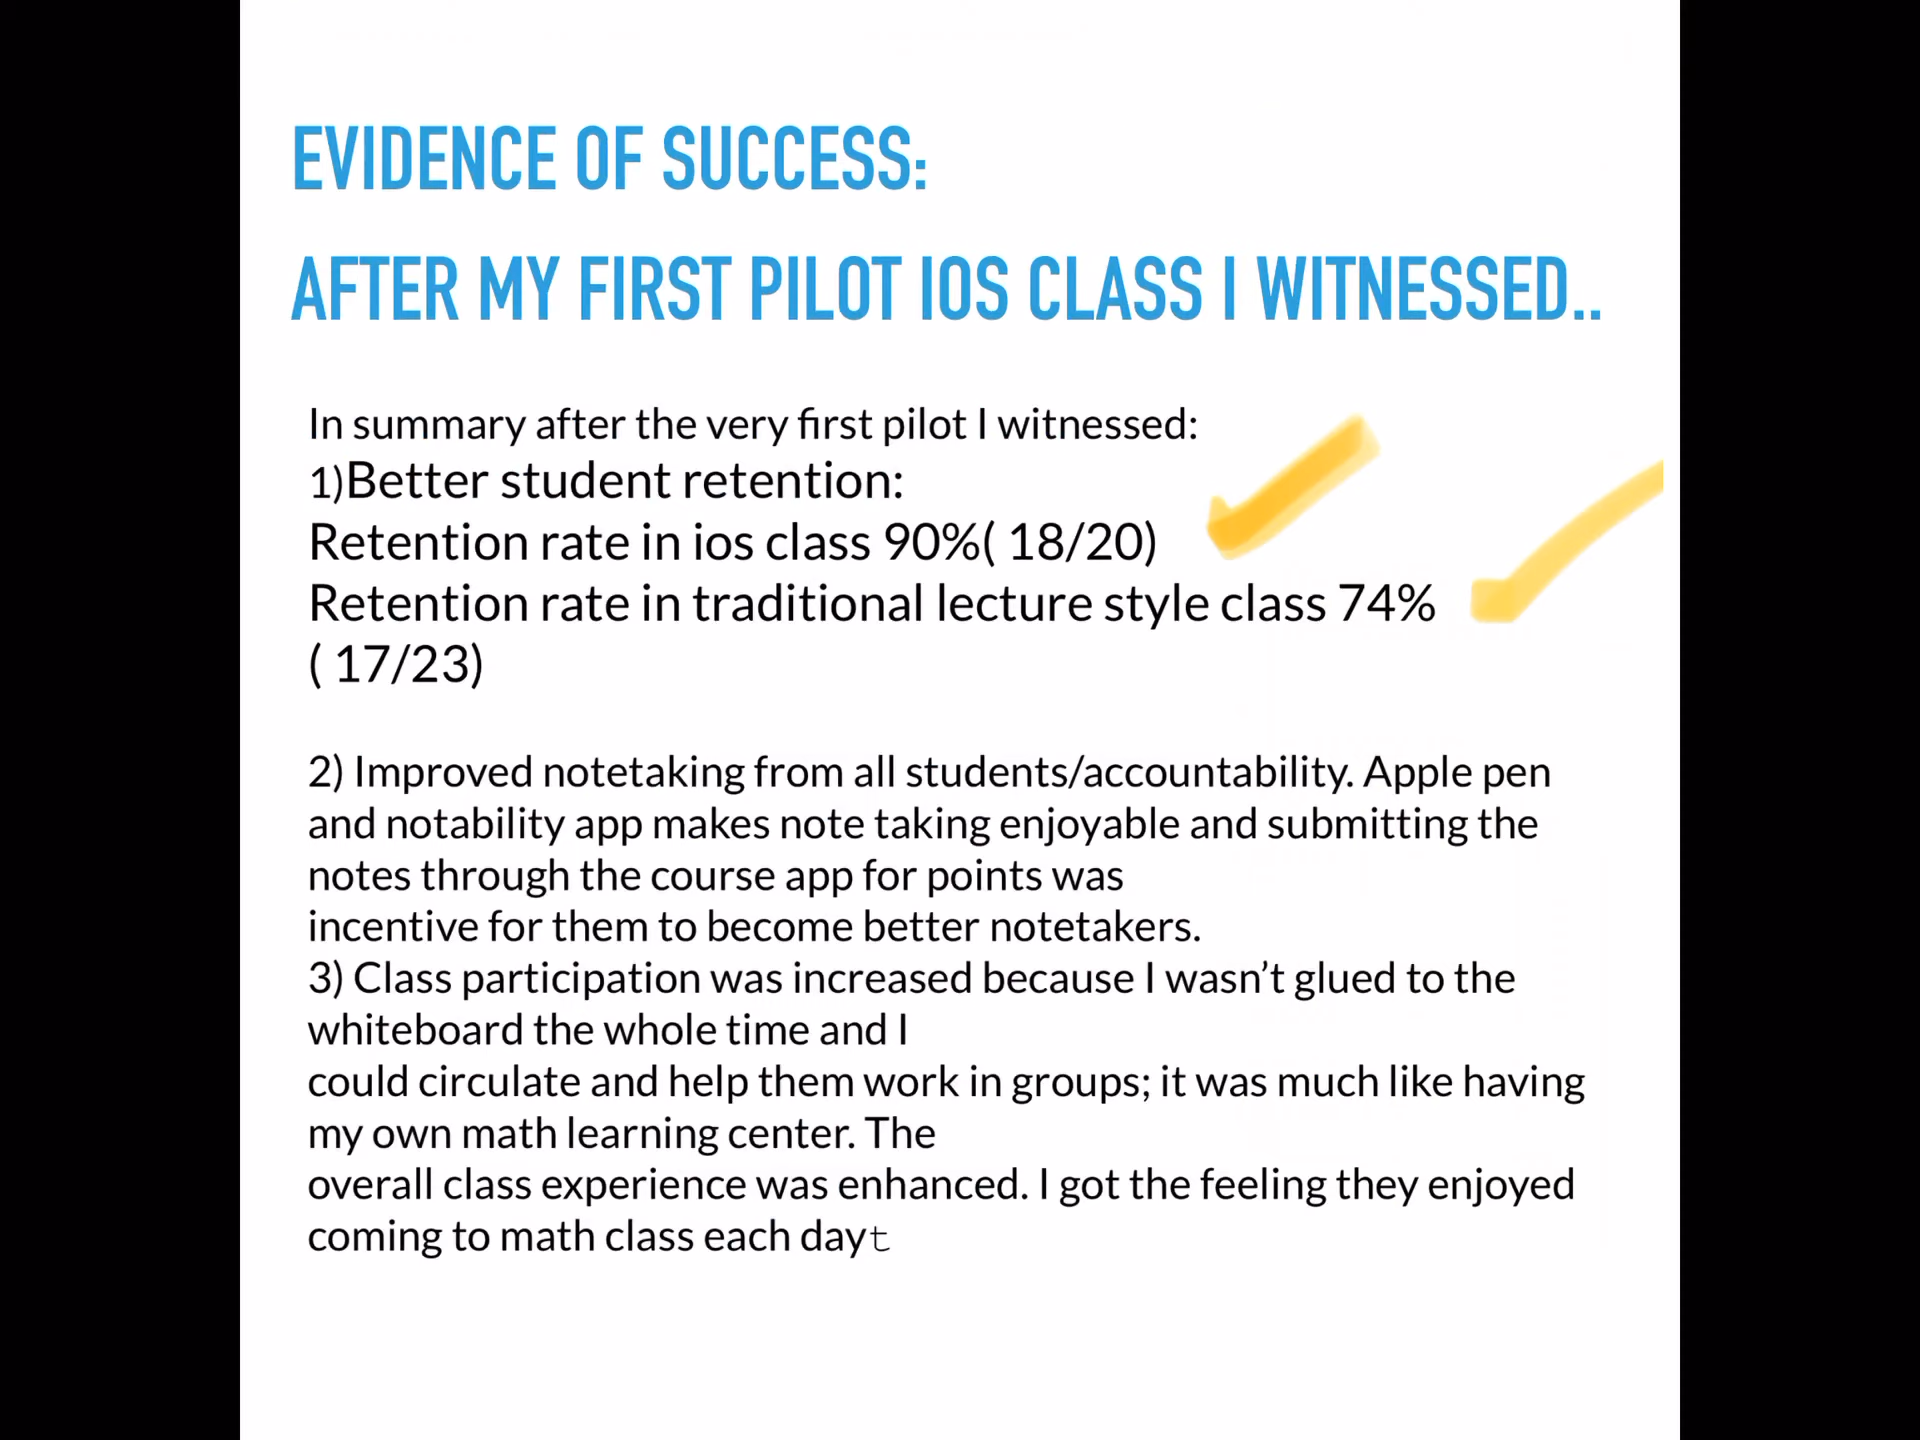 EVIDENCE OF SUCCESS:
AFTER MY FIRST PILOT IOS CLASS I WITNESSED..
In summary after the very first pilot I witnessed:
1)Better student retention:
Retention rate in ios class 90%( 18/20)
Retention rate in traditional lecture style class 74%
( 17/23)
2) Improved notetaking from all students/accountability. Apple pen
and notability app makes note taking enjoyable and submitting the
notes through the course app for points was
incentive for them to become better notetakers.
3) Class participation was increased because I wasn’t glued to the
whiteboard the whole time and I
could circulate and help them work in groups; it was much like having
my own math learning center. The
overall class experience was enhanced. I got the feeling they enjoyed
coming to math class each dayt